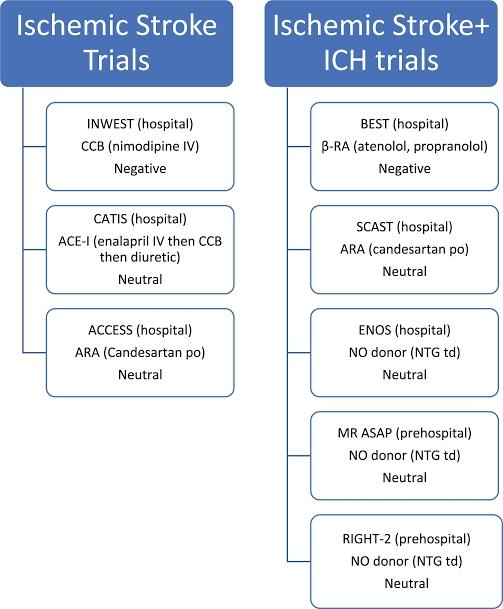 Ischemic Stroke
Trials
INWEST (hospital)
CCB (nimodipine IV)
Negative
CATIS (hospital)
ACE-I (enalapril IV then CCB
then diuretic)
Neutral
ACCESS (hospital)
ARA (Candesartan po)
Neutral
Ischemic Stroke+
ICH trials
BEST (hospital)
β-RA (atenolol, propranolol)
Negative
SCAST (hospital)
ARA (candesartan po)
Neutral
ENOS (hospital)
NO donor (NTG td)
Neutral
MR ASAP (prehospital)
NO donor (NTG td)
Neutral
RIGHT-2 (prehospital)
NO donor (NTG td)
Neutral